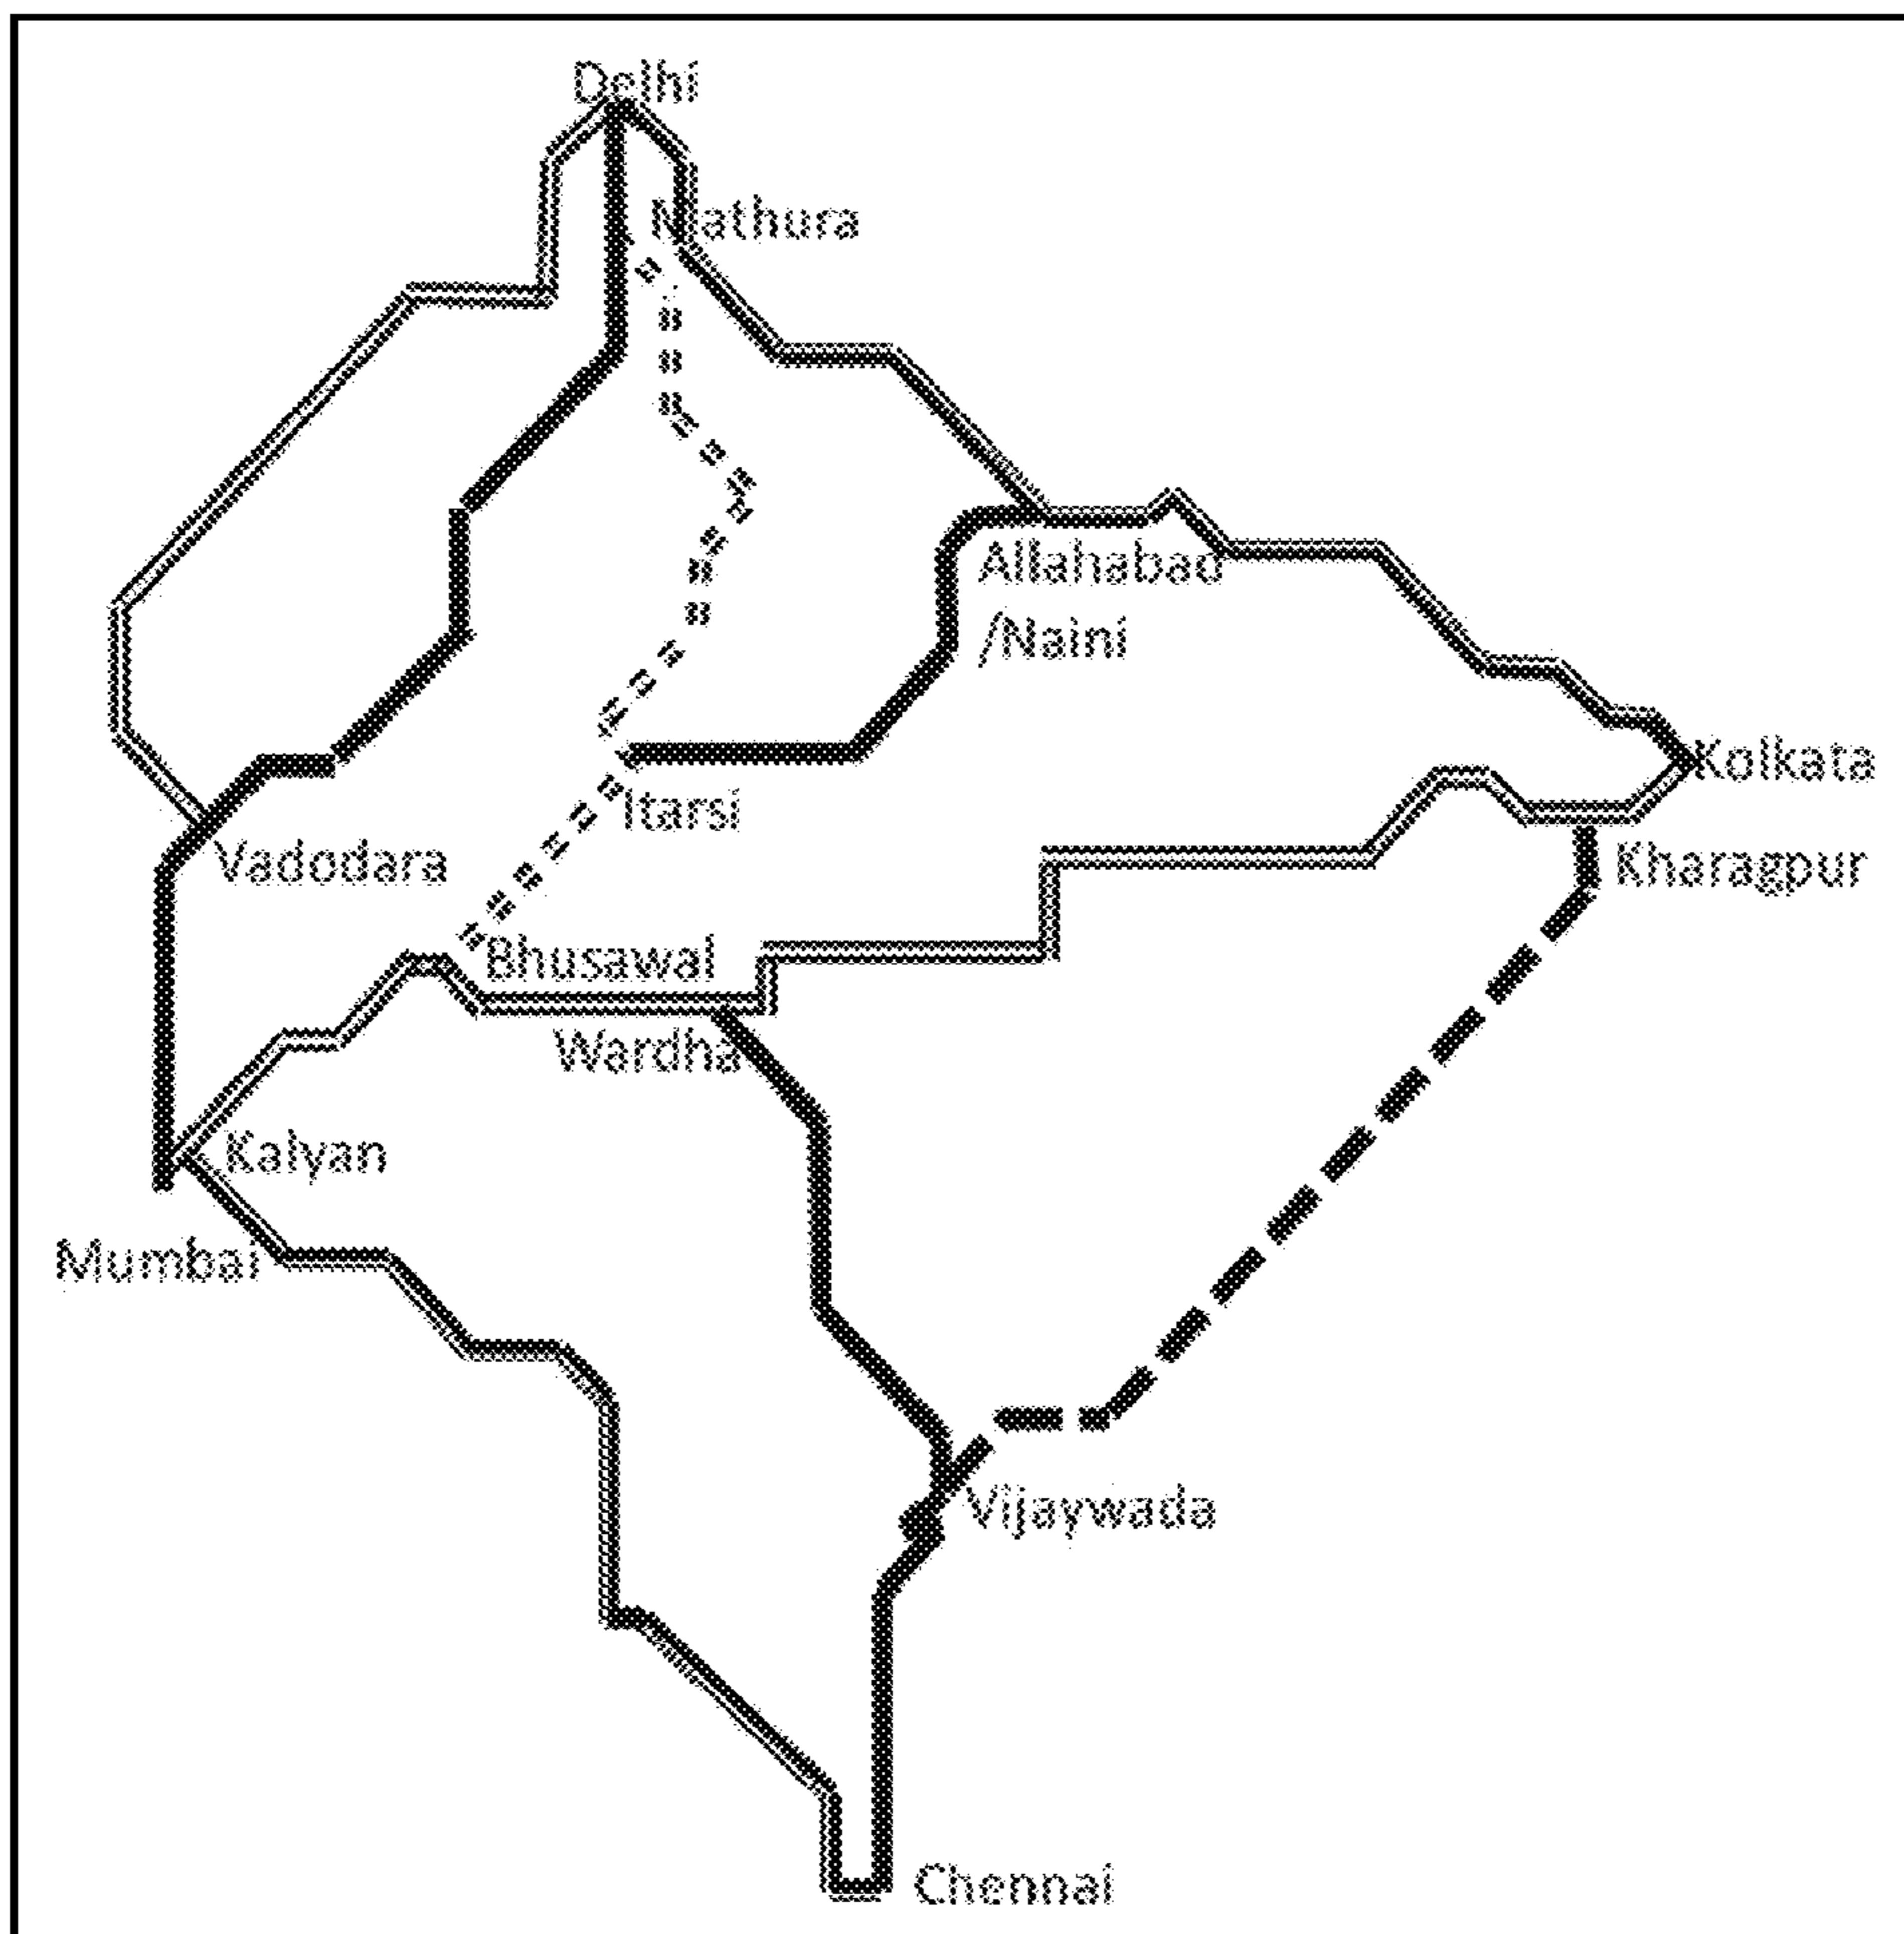 Delhi
Mathura
Allahabad
/Naini
Kolkata
Itarsi
Vadodara
Kharagpur
Bhusawal
Wardha
Kalyan
Mumbai
Vijaywada
Chennai